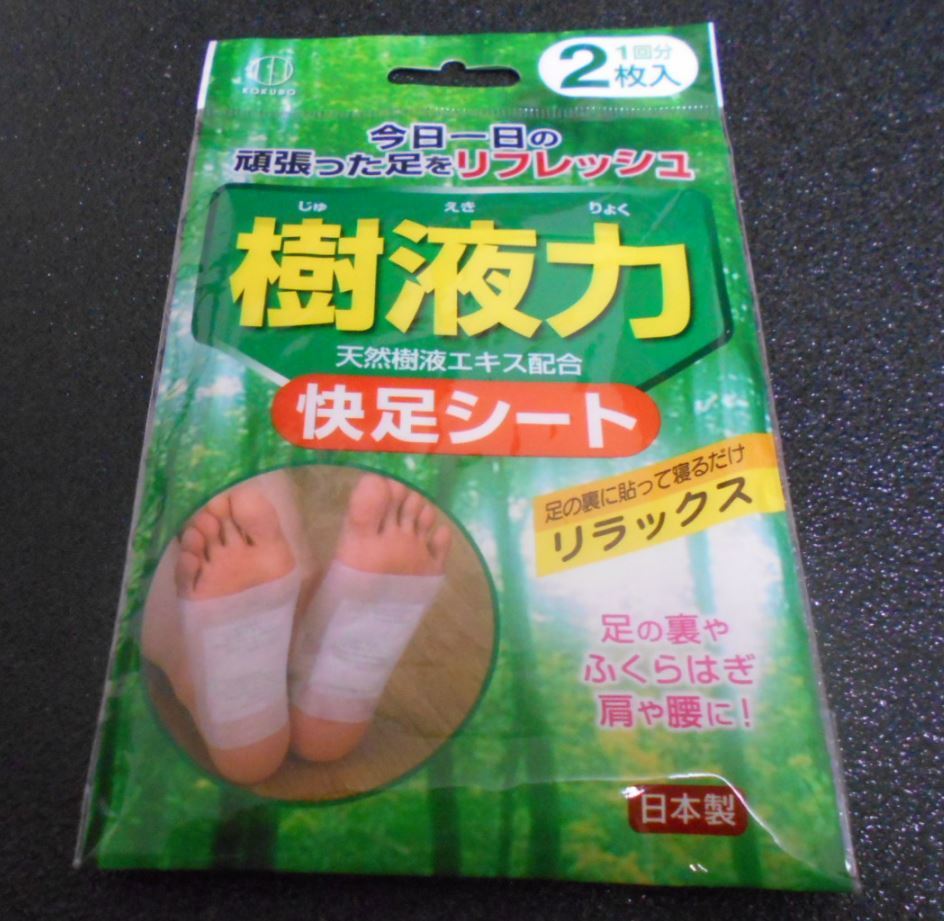 KOKUBO
1回分
2枚入
今日一日の
頑張った足をリフレッシュ
じゅ えき りょく
樹液力
天然樹液エキス配合
快足シート
足の裏に貼って寝るだけ
リラックス
足の裏や
ふくらはぎ
肩や腰に!
日本製